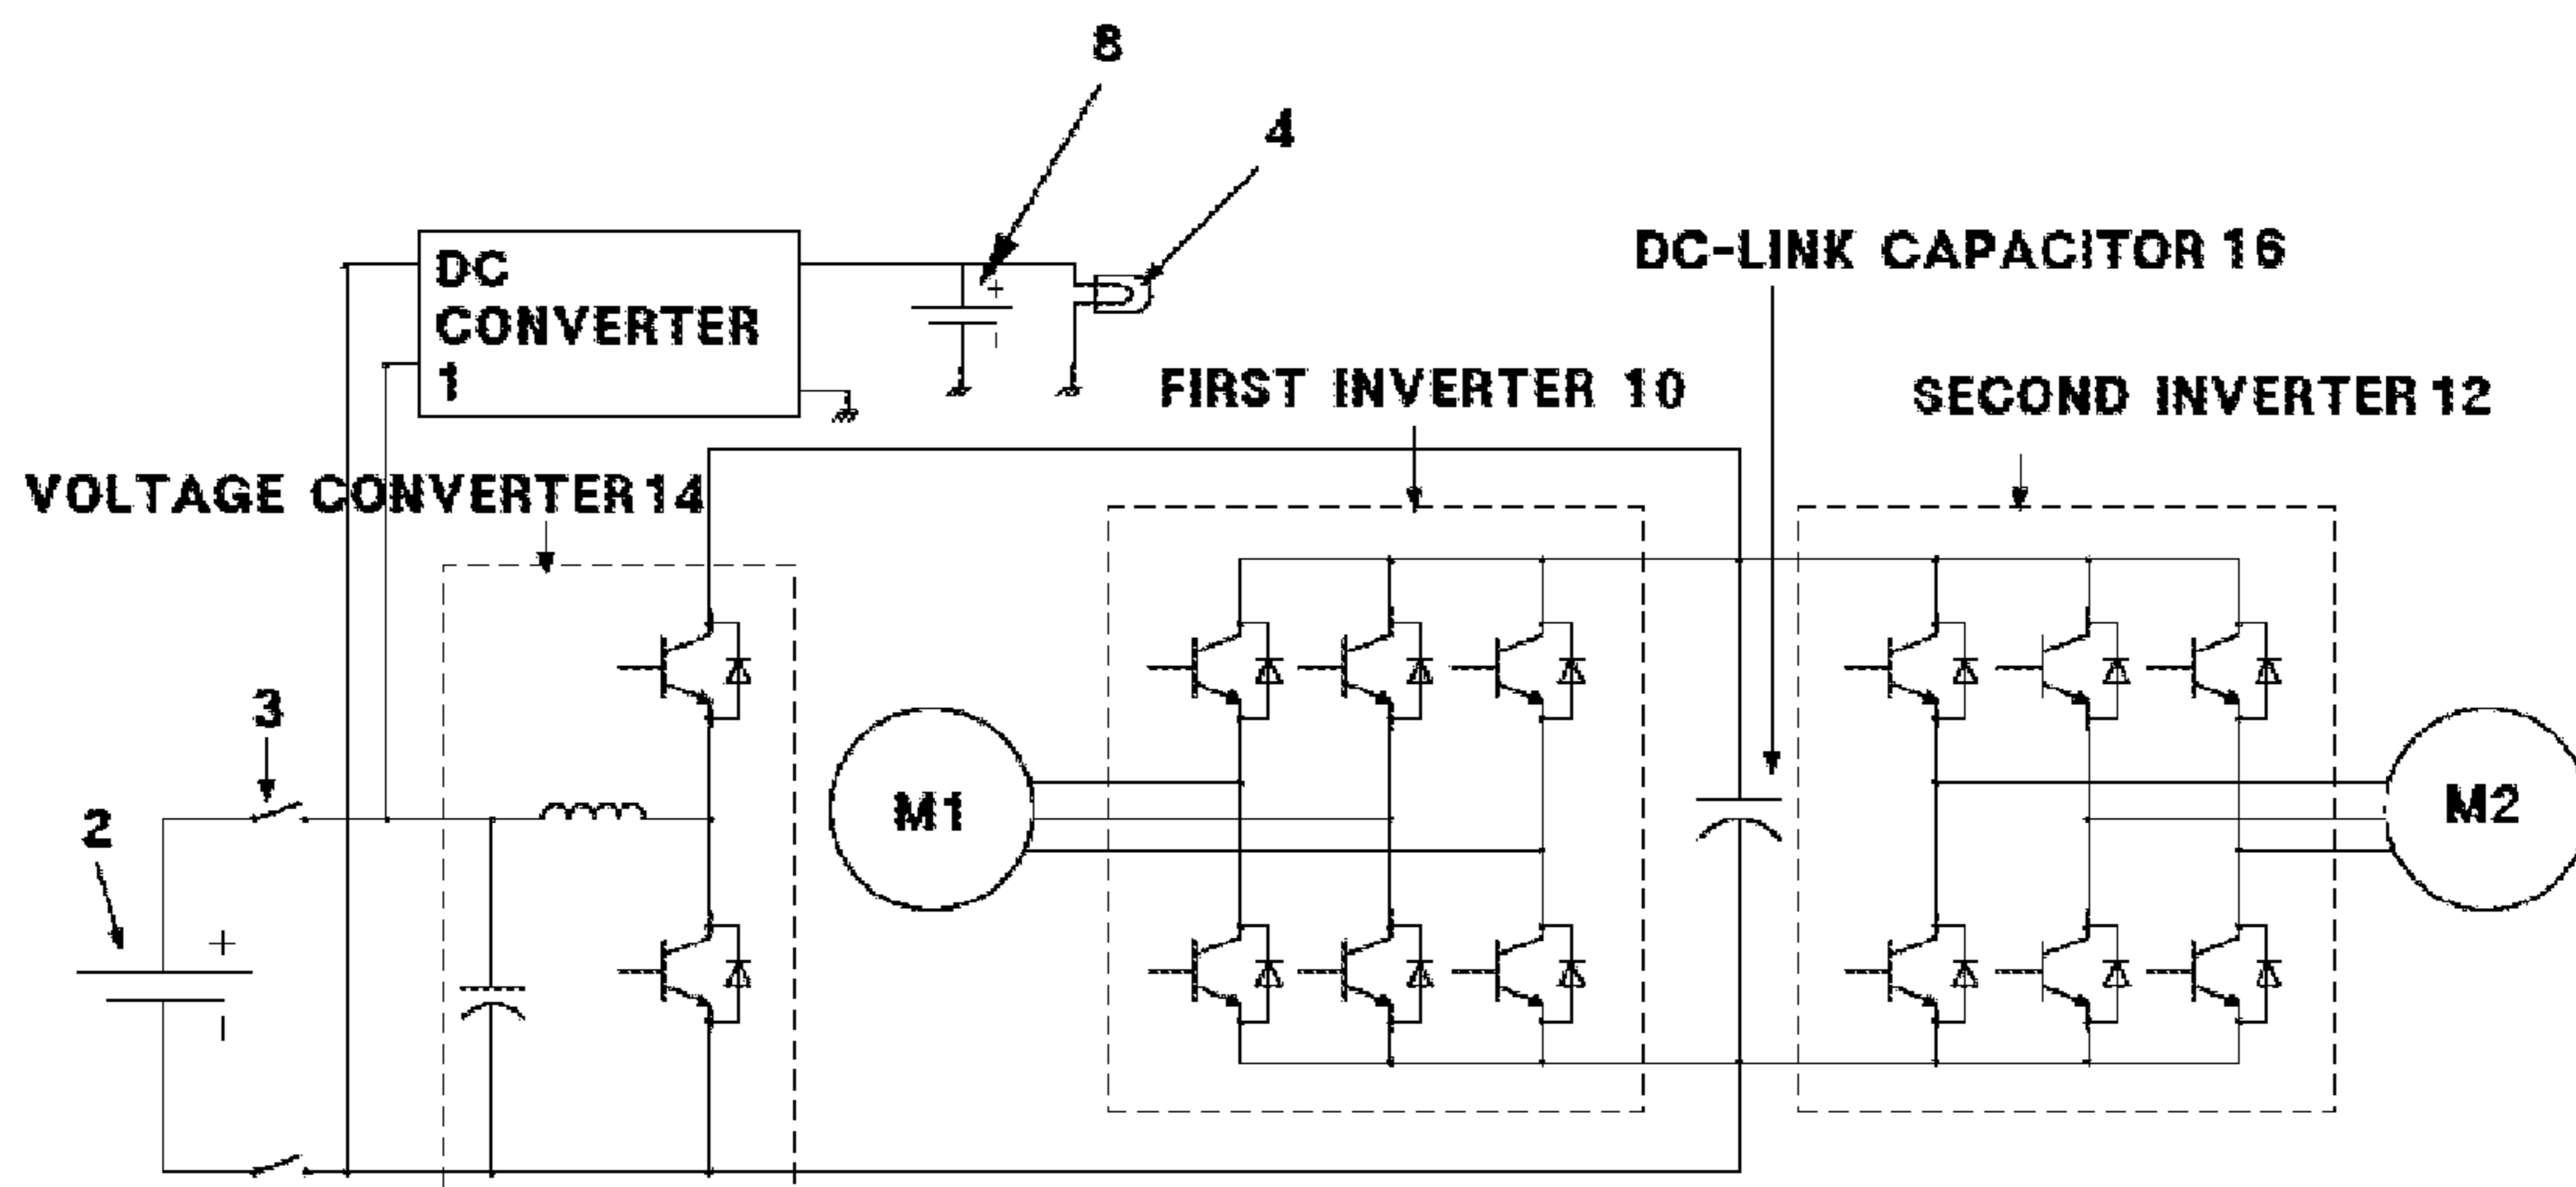 8
4
DC
CONVERTER
1
DC-LINK CAPACITOR 16
FIRST INVERTER 10
SECOND INVERTER 12
VOLTAGE CONVERTER 14
3
2
M1
M2
+
−
+
−